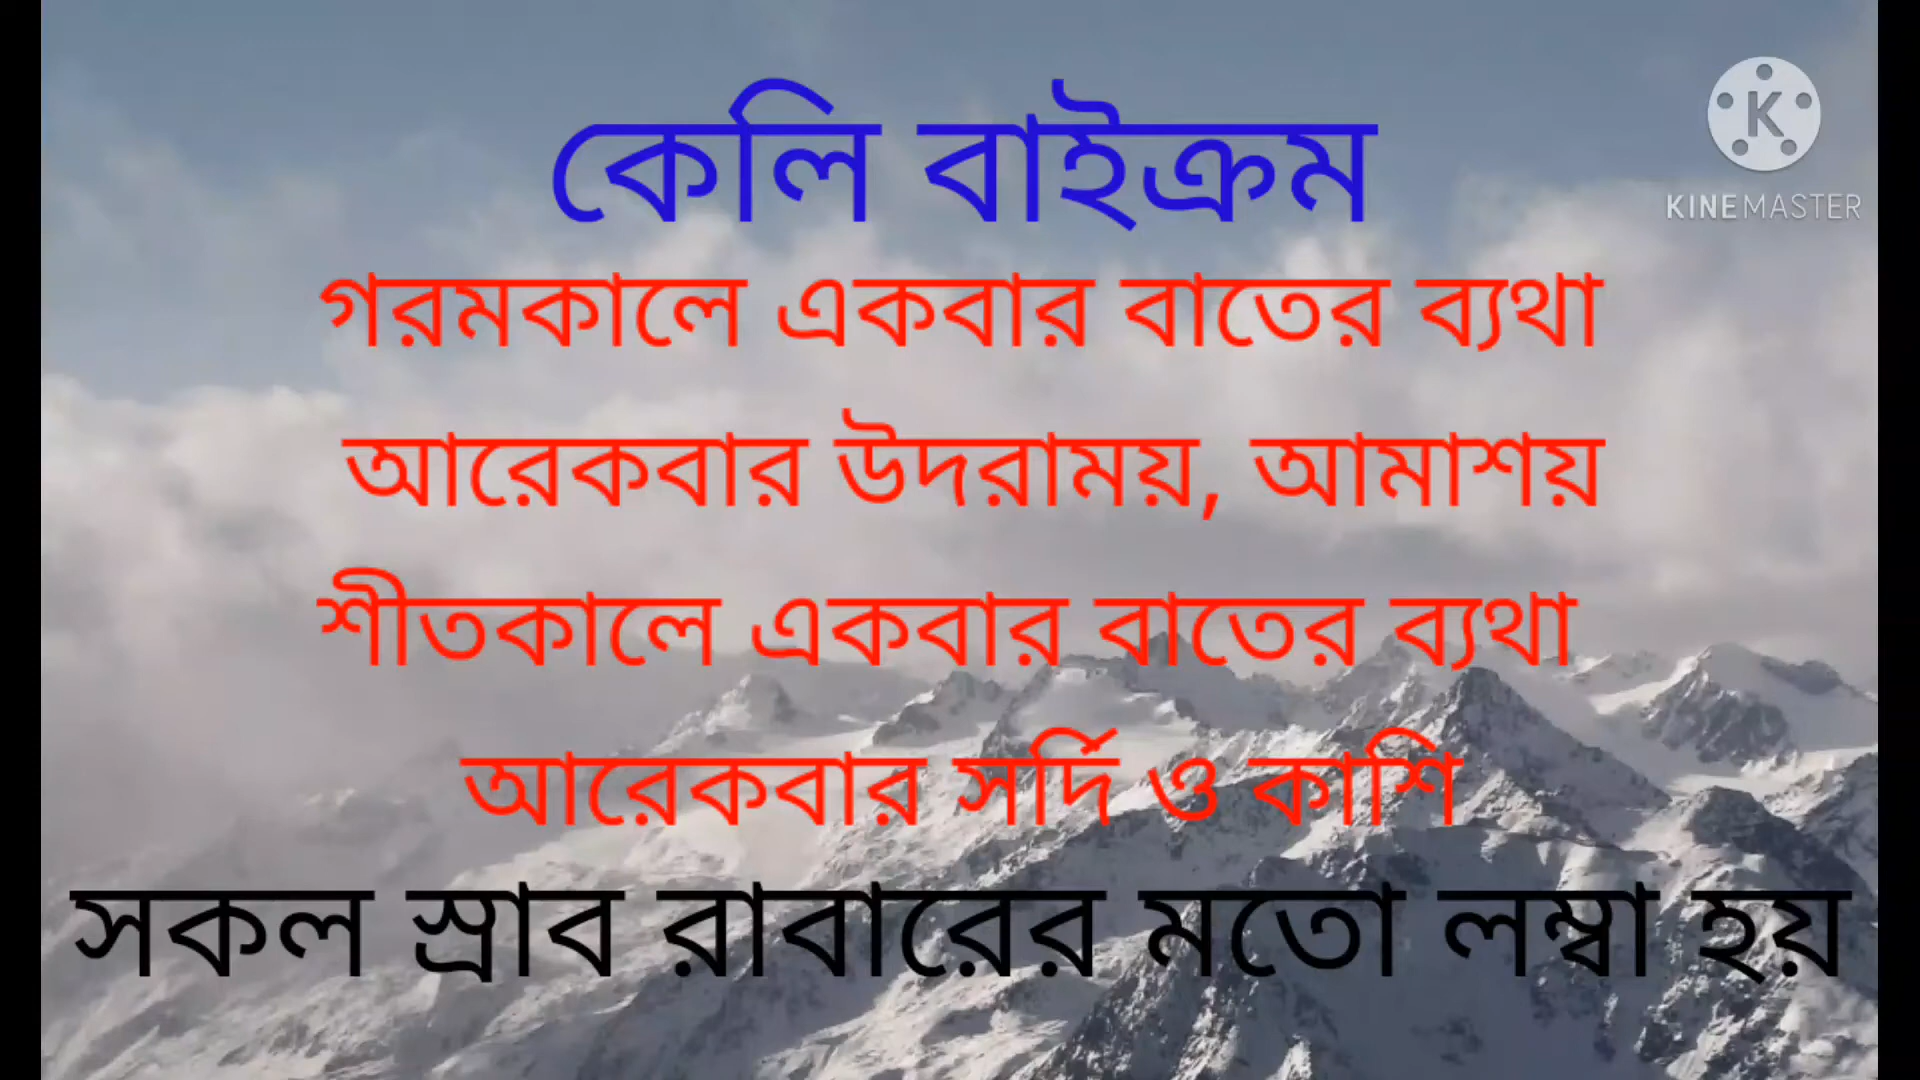 কেলি বাইক্রম
গরমকালে একবার বাতের ব্যথা
আরেকবার উদরাময়, আমাশয়
শীতকালে একবার বাতের ব্যথা
আরেকবার সর্দি ও কাশি
সকল স্রাব রাবারের মতো লম্বা হয়
K
KINEMASTER